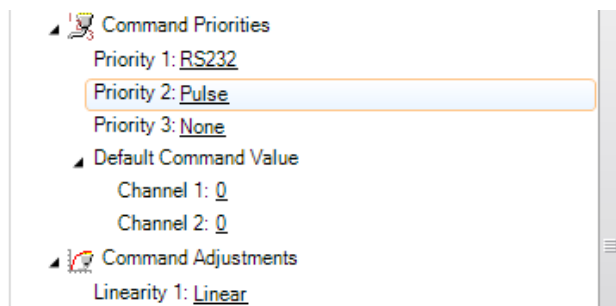 Command Priorities
Priority 1: RS232
Priority 2: Pulse
Priority 3: None
Default Command Value
Channel 1: 0
Channel 2: 0
Command Adjustments
Linearity 1: Linear